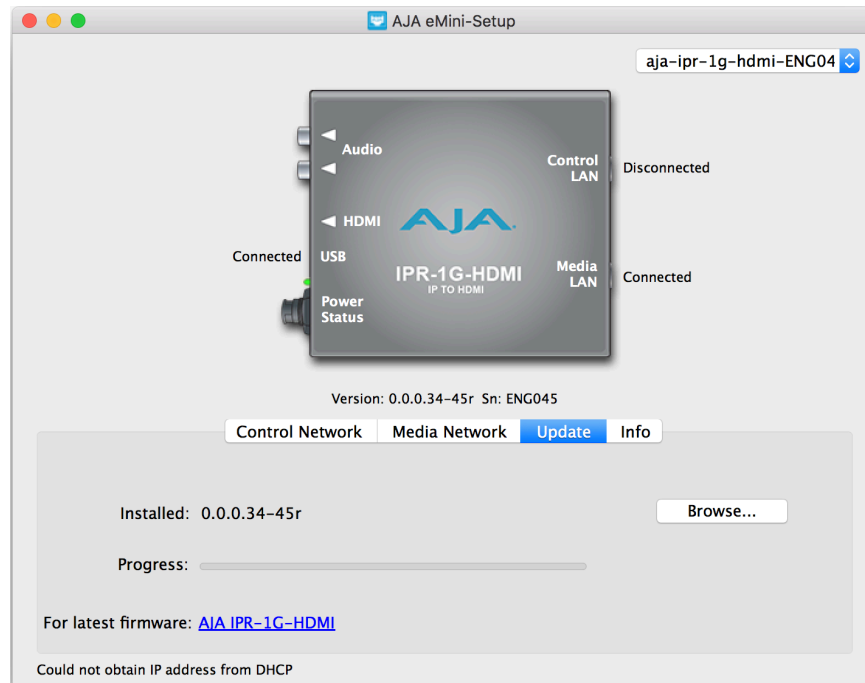 AJA eMini-Setup
aja-ipr-1g-hdmi-ENG04
Audio
Control
LAN
Disconnected
HDMI
AJA
Connected
USB
IPR-1G-HDMI
IP TO HDMI
Media
LAN
Connected
Power
Status
Version: 0.0.0.34-45r Sn: ENG045
Control Network
Media Network
Update
Info
Installed: 0.0.0.34-45r
Browse...
Progress:
For latest firmware: AJA IPR-1G-HDMI
Could not obtain IP address from DHCP